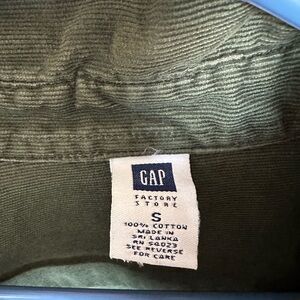 GAP
FACTORY
STORE
S
100% COTTON
MADE IN
SRI LANKA
RN 54023
SEE REVERSE
FOR CARE